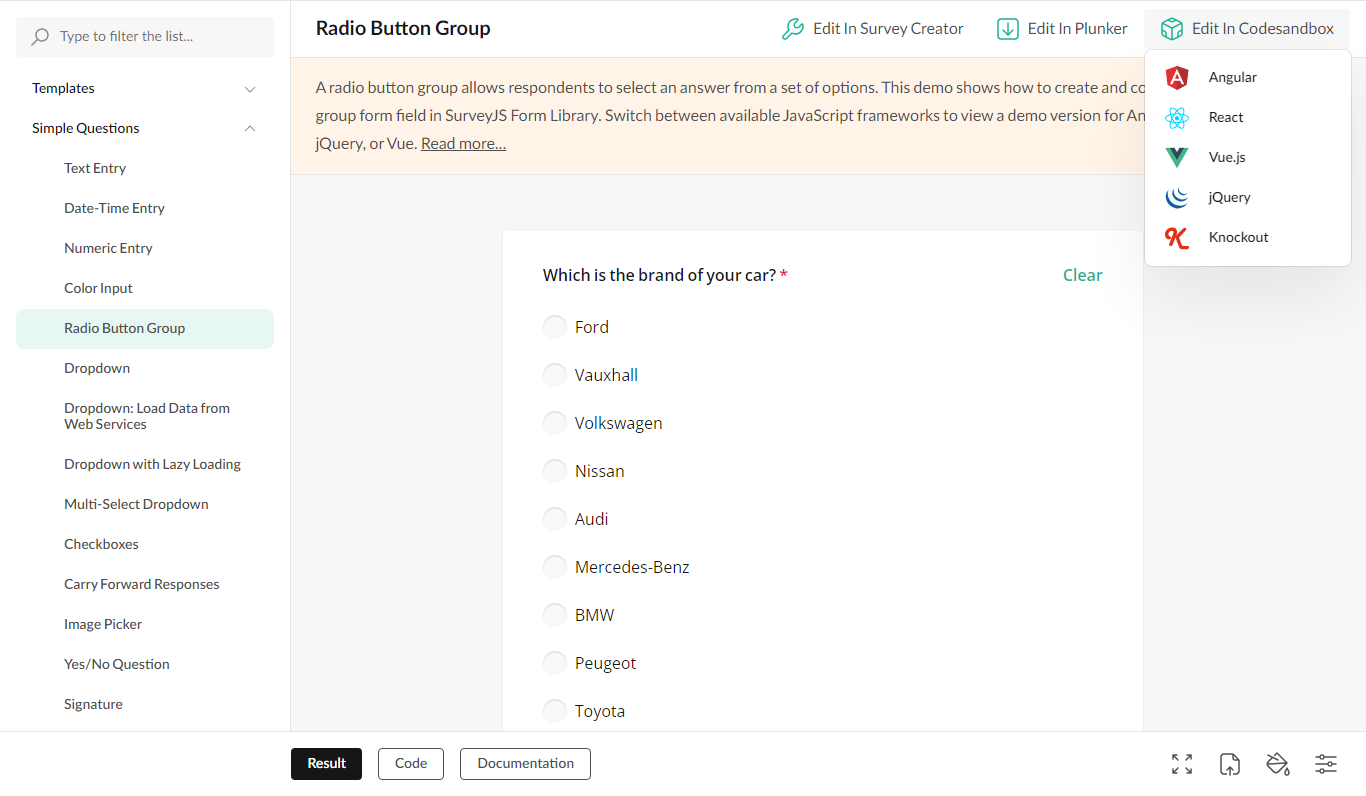 Type to filter the list...
Templates
Simple Questions
Text Entry
Date-Time Entry
Numeric Entry
Color Input
Radio Button Group
Dropdown
Dropdown: Load Data from
Web Services
Dropdown with Lazy Loading
Multi-Select Dropdown
Checkboxes
Carry Forward Responses
Image Picker
Yes/No Question
Signature
Radio Button Group
Edit In Survey Creator
Edit In Plunker
Edit In Codesandbox
Angular
React
Vue.js
jQuery
Knockout
A radio button group allows respondents to select an answer from a set of options. This demo shows how to create and co
group form field in SurveyJS Form Library. Switch between available JavaScript frameworks to view a demo version for An
jQuery, or Vue. Read more...
Which is the brand of your car? *
Clear
Ford
Vauxhall
Volkswagen
Nissan
Audi
Mercedes-Benz
BMW
Peugeot
Toyota
Result
Code
Documentation